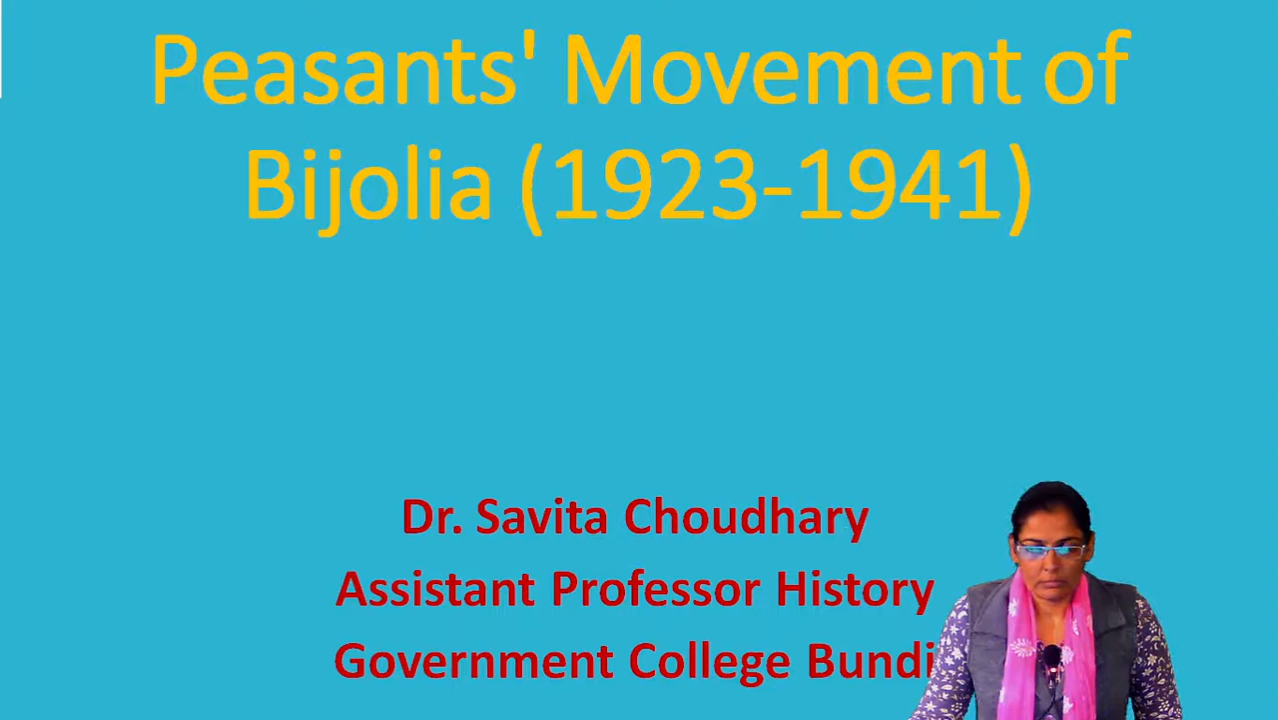 Peasants' Movement of
Bijolia (1923-1941)
Dr. Savita Choudhary
Assistant Professor History
Government College Bundi